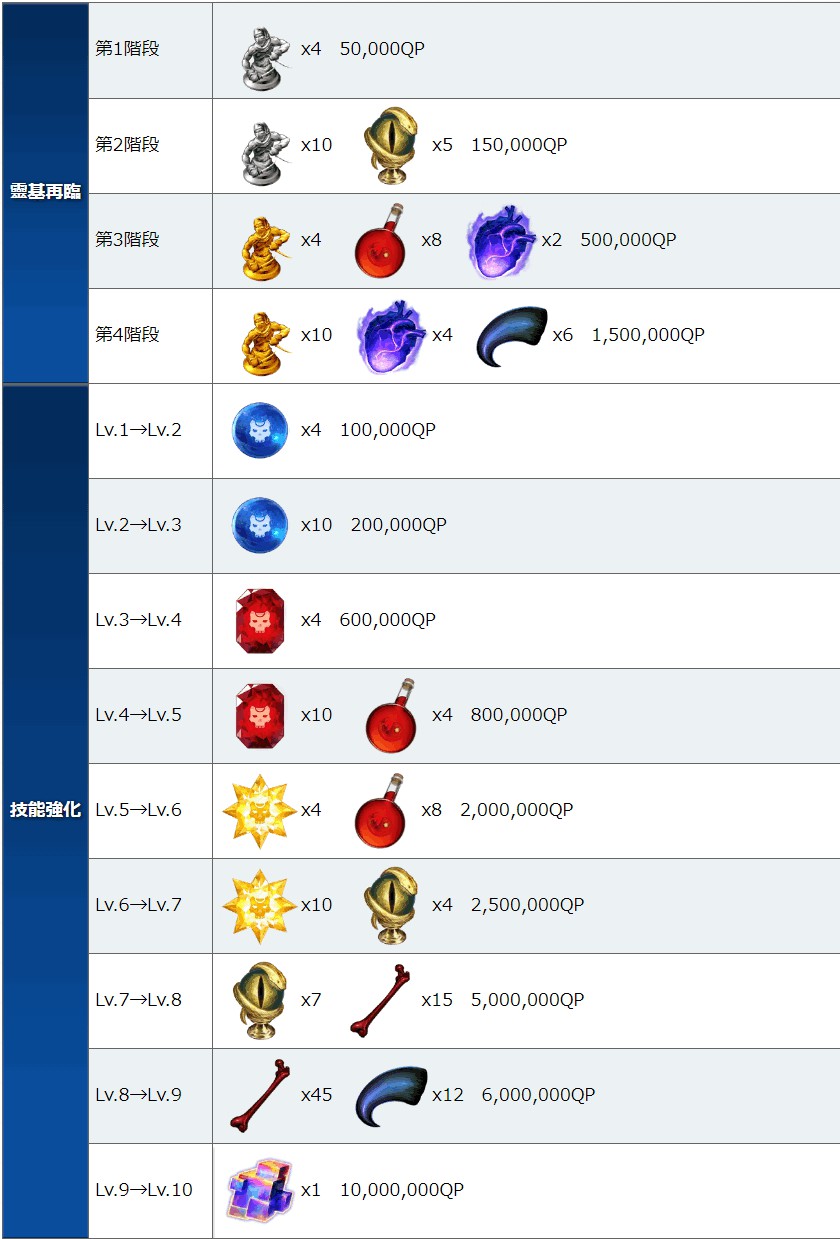 靈基再臨
第1階段 x4 50,000QP
第2階段 x10 x5 150,000QP
第3階段 x4 x8 x2 500,000QP
第4階段 x10 x4 x6 1,500,000QP
技能強化
Lv.1→Lv.2 x4 100,000QP
Lv.2→Lv.3 x10 200,000QP
Lv.3→Lv.4 x4 600,000QP
Lv.4→Lv.5 x10 x4 800,000QP
Lv.5→Lv.6 x4 x8 2,000,000QP
Lv.6→Lv.7 x10 x4 2,500,000QP
Lv.7→Lv.8 x7 x15 5,000,000QP
Lv.8→Lv.9 x45 x12 6,000,000QP
Lv.9→Lv.10 x1 10,000,000QP